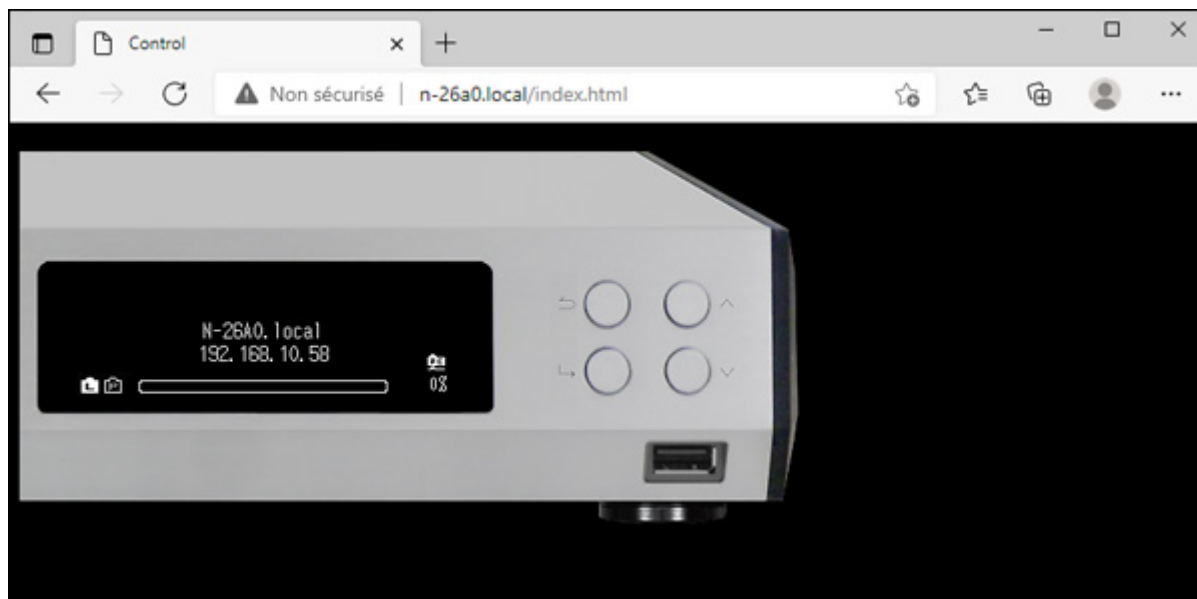 Control
Non sécurisé | n-26a0.local/index.html
N-26A0.local
192.168.10.58
0%